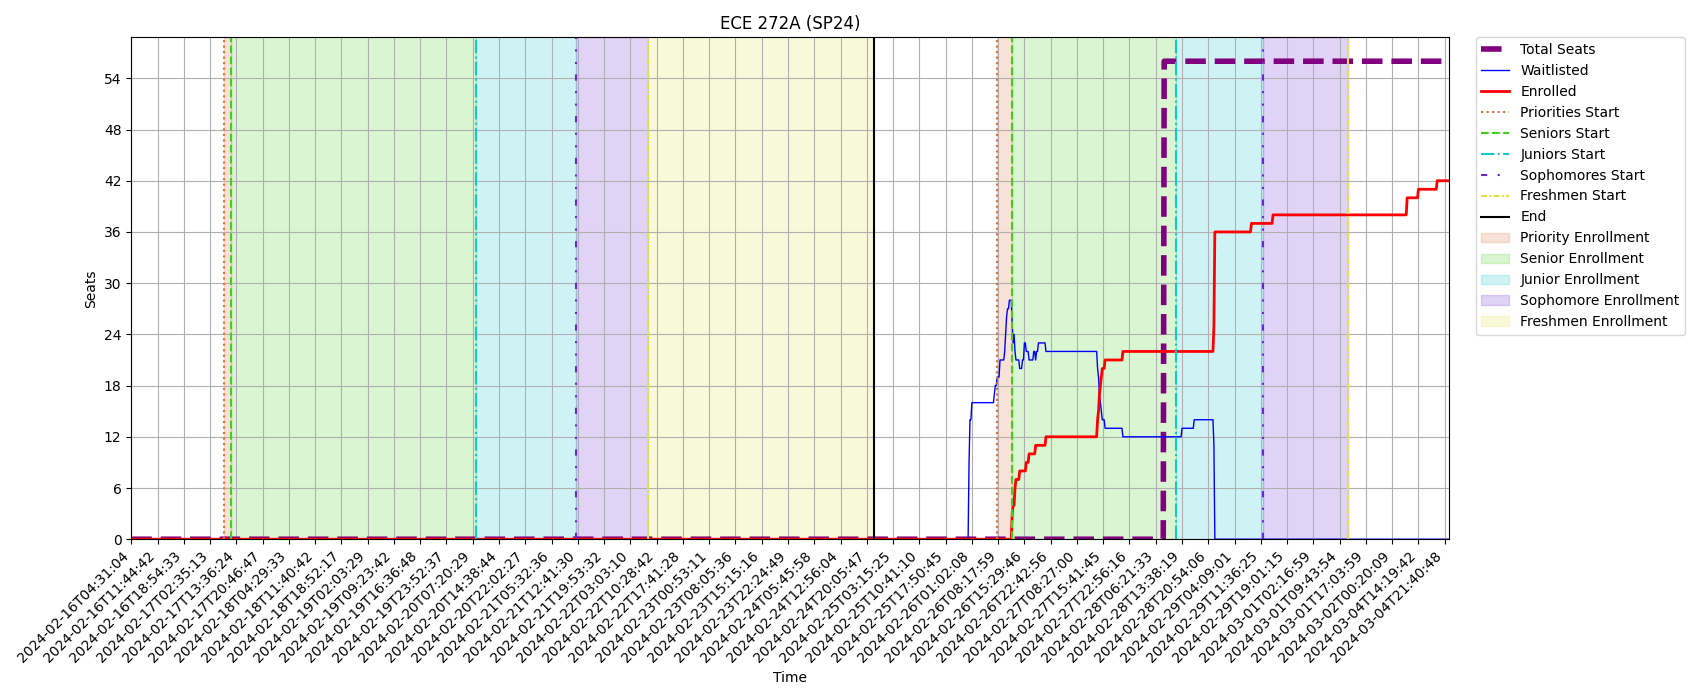 ECE 272A (SP24)
Seats
54
48
42
36
30
24
18
12
6
0
2024-02-16T04:31:04
2024-02-16T11:44:42
2024-02-16T18:54:33
2024-02-17T02:35:13
2024-02-17T13:36:24
2024-02-17T20:46:47
2024-02-18T04:29:33
2024-02-18T11:40:42
2024-02-18T18:52:17
2024-02-19T02:03:29
2024-02-19T09:23:42
2024-02-19T16:36:48
2024-02-19T23:52:37
2024-02-20T07:20:29
2024-02-20T14:38:44
2024-02-20T22:02:27
2024-02-21T05:32:36
2024-02-21T12:41:30
2024-02-21T19:53:32
2024-02-22T03:03:10
2024-02-22T10:28:42
2024-02-22T17:41:28
2024-02-23T00:53:11
2024-02-23T08:05:36
2024-02-23T15:15:16
2024-02-23T22:24:49
2024-02-24T05:45:58
2024-02-24T12:56:04
2024-02-24T20:05:47
2024-02-25T03:15:25
2024-02-25T10:41:10
2024-02-25T17:50:45
2024-02-26T01:02:08
2024-02-26T08:17:59
2024-02-26T15:29:46
2024-02-26T22:42:56
2024-02-27T08:27:00
2024-02-27T15:41:45
2024-02-27T22:56:16
2024-02-28T06:21:33
2024-02-28T13:38:19
2024-02-28T20:54:06
2024-02-29T04:09:01
2024-02-29T11:36:25
2024-02-29T19:01:15
2024-03-01T02:16:59
2024-03-01T09:43:54
2024-03-01T17:03:59
2024-03-02T00:20:09
2024-03-04T14:19:42
2024-03-04T21:40:48
Time
Total Seats
Waitlisted
Enrolled
Priorities Start
Seniors Start
Juniors Start
Sophomores Start
Freshmen Start
End
Priority Enrollment
Senior Enrollment
Junior Enrollment
Sophomore Enrollment
Freshmen Enrollment